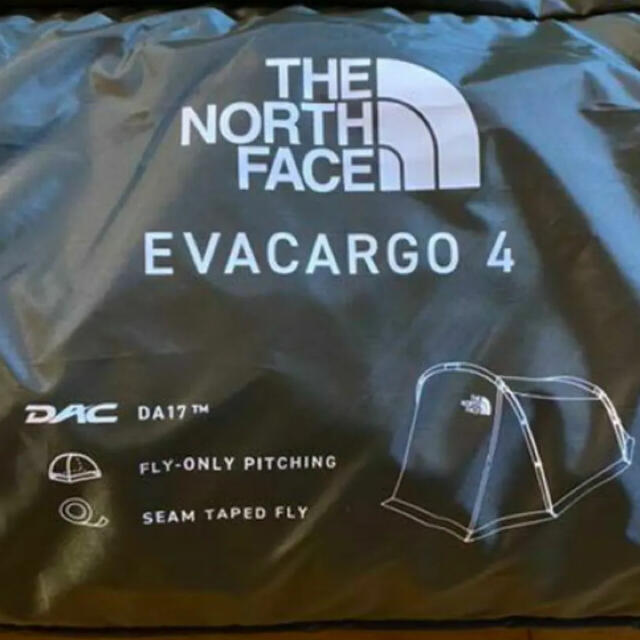 THE
NORTH
FACE
EVACARGO 4
DAC DA17™
FLY-ONLY PITCHING
SEAM TAPED FLY